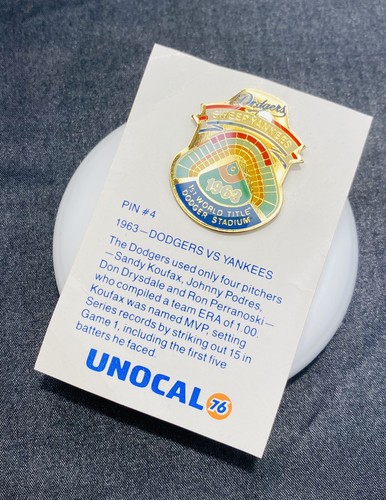 Dodgers
SWEEP YANKEES
1963
1ST WORLD TITLE
DODGER STADIUM
PIN #4
1963—DODGERS VS YANKEES
The Dodgers used only four pitchers
—Sandy Koufax, Johnny Podres,
Don Drysdale and Ron Perranoski—
who compiled a team ERA of 1.00.
Koufax was named MVP, setting
Series records by striking out 15 in
Game 1, including the first five
batters he faced.
UNOCAL 76